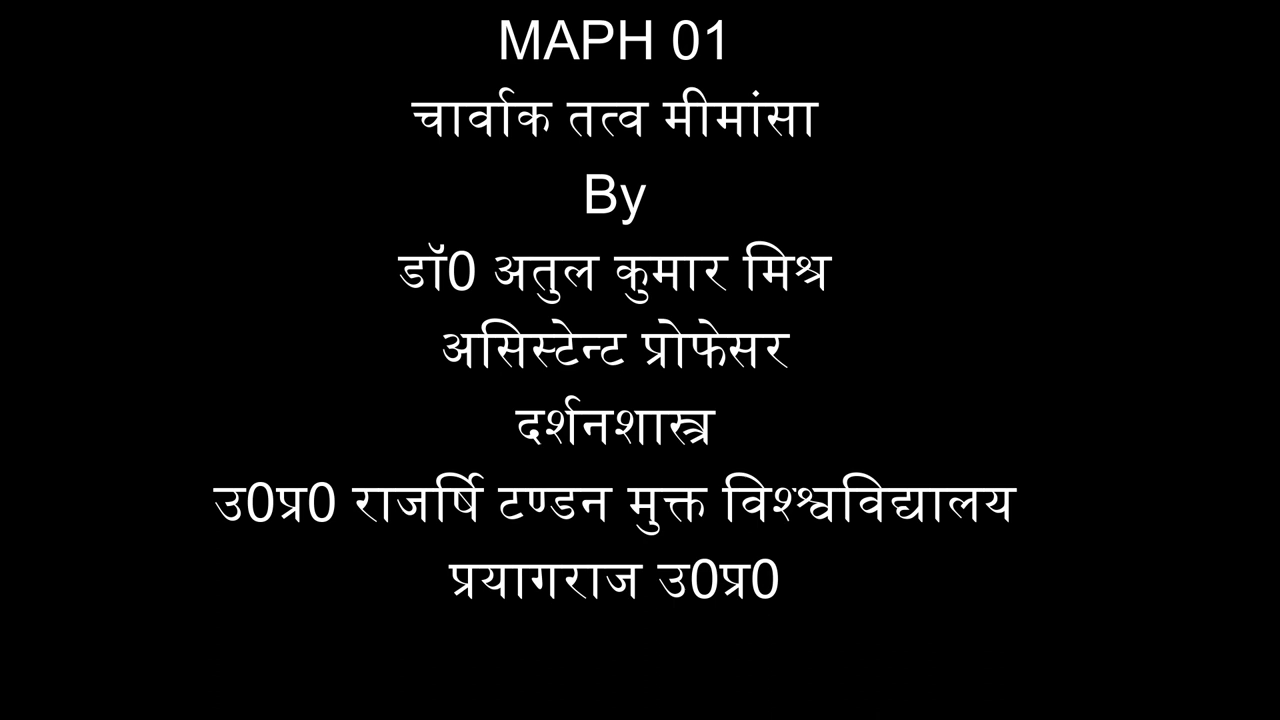 MAPH 01
चार्वाक तत्व मीमांसा
By
डॉ0 अतुल कुमार मिश्र
असिस्टेन्ट प्रोफेसर
दर्शनशास्त्र
उ0प्र0 राजर्षि टण्डन मुक्त विश्श्वविद्यालय
प्रयागराज उ0प्र0